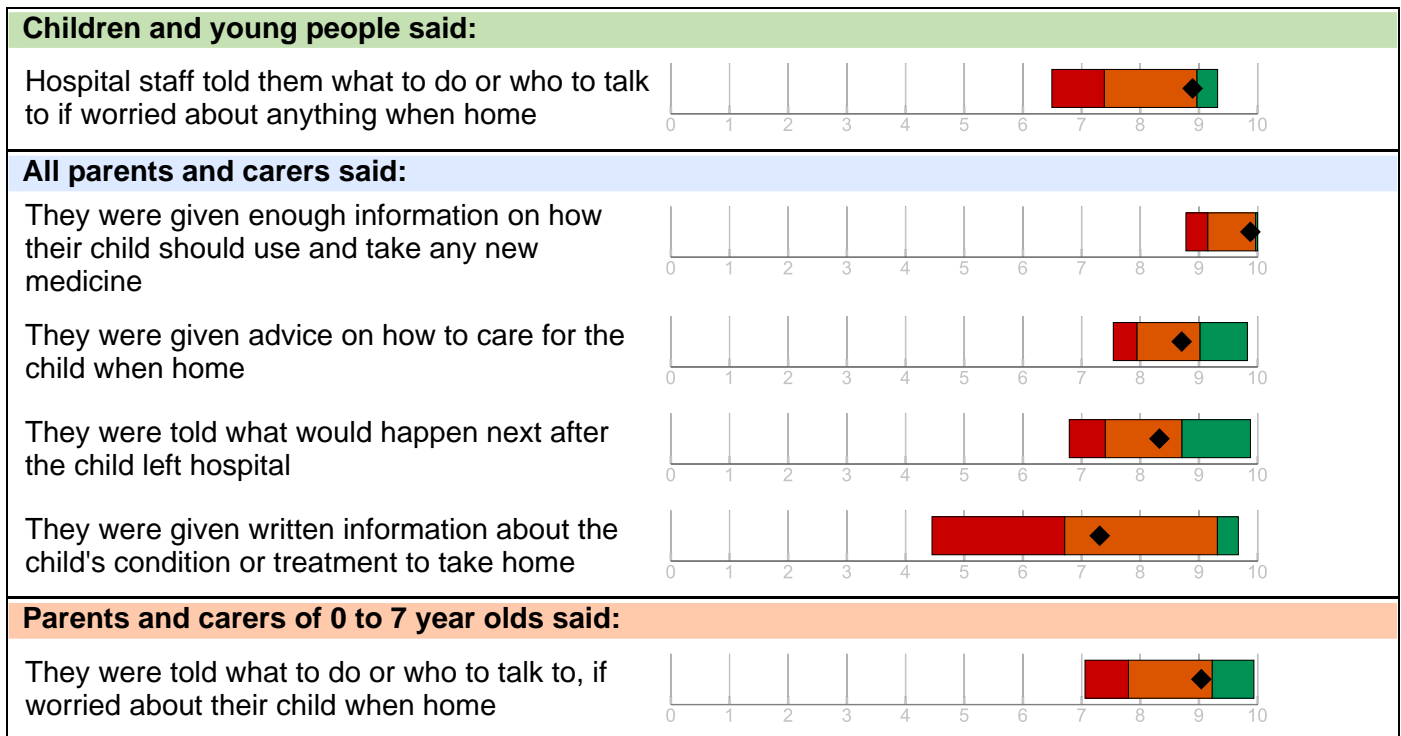 Children and young people said:
Hospital staff told them what to do or who to talk
to if worried about anything when home
0 1 2 3 4 5 6 7 8 9 10
All parents and carers said:
They were given enough information on how
their child should use and take any new
medicine
0 1 2 3 4 5 6 7 8 9 10
They were given advice on how to care for the
child when home
0 1 2 3 4 5 6 7 8 9 10
They were told what would happen next after
the child left hospital
0 1 2 3 4 5 6 7 8 9 10
They were given written information about the
child's condition or treatment to take home
0 1 2 3 4 5 6 7 8 9 10
Parents and carers of 0 to 7 year olds said:
They were told what to do or who to talk to, if
worried about their child when home
0 1 2 3 4 5 6 7 8 9 10